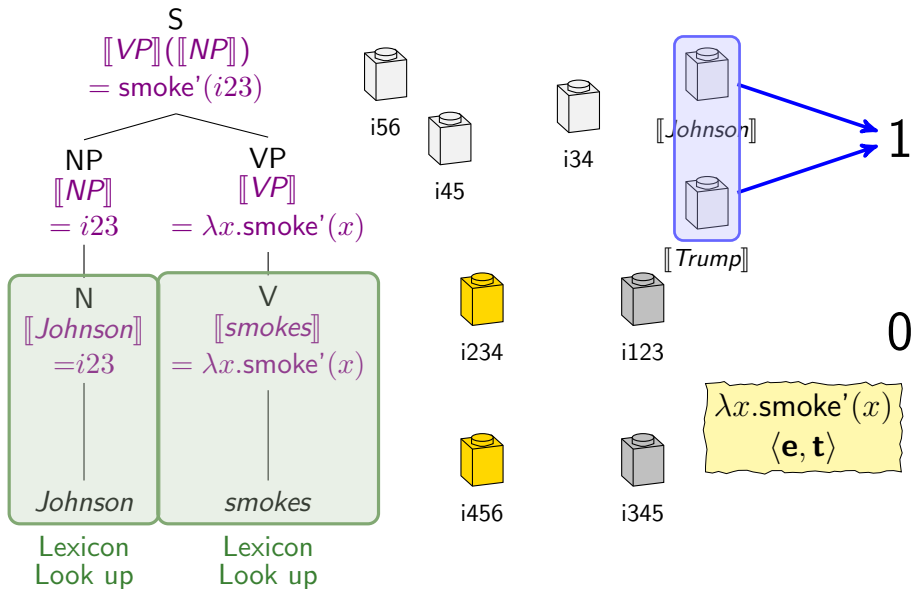 S
⟦VP⟧(⟦NP⟧)
= smoke'(i23)
NP
⟦NP⟧
= i23
VP
⟦VP⟧
= λx.smoke'(x)
N
⟦Johnson⟧
=i23
Johnson
V
⟦smokes⟧
= λx.smoke'(x)
smokes
Lexicon
Look up
Lexicon
Look up
i56
i45
i34
⟦Johnson⟧
⟦Trump⟧
1
i234
i123
0
i456
i345
λx.smoke'(x)
⟨e, t⟩